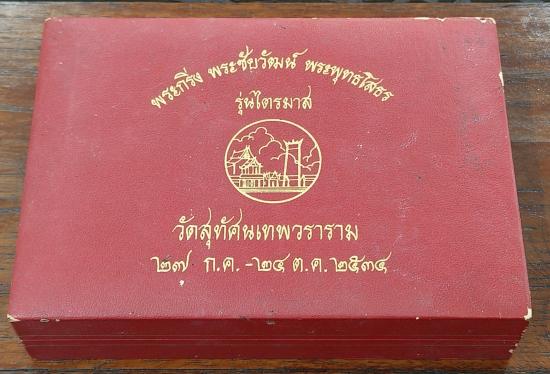 พระกริ่ง พระชัยวัฒน์ พระพุทธโสธร
รุ่นไตรมาส
วัดสุทัศนเทพวราราม
๒๗ ก.ค. -๒๔ ต.ค. ๒๕๓๔